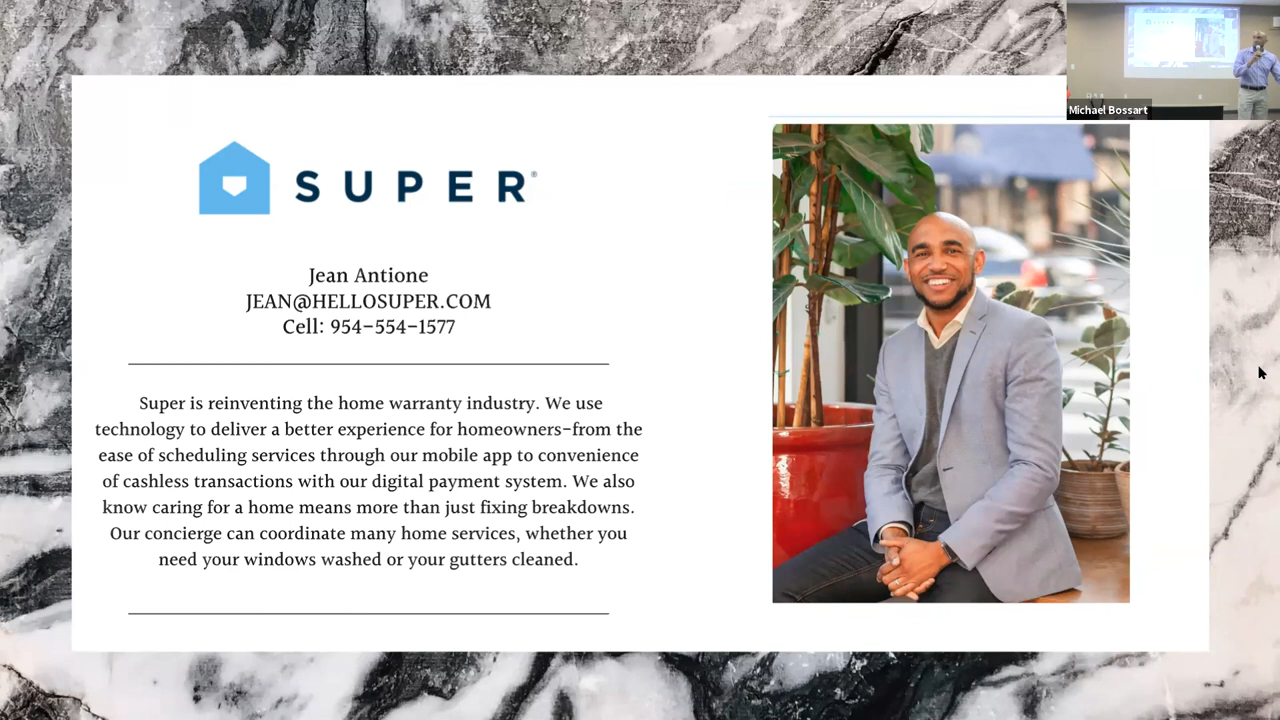 Michael Bossart
SUPER®
Jean Antione
JEAN@HELLOSUPER.COM
Cell: 954-554-1577
Super is reinventing the home warranty industry. We use
technology to deliver a better experience for homeowners-from the
ease of scheduling services through our mobile app to convenience
of cashless transactions with our digital payment system. We also
know caring for a home means more than just fixing breakdowns.
Our concierge can coordinate many home services, whether you
need your windows washed or your gutters cleaned.